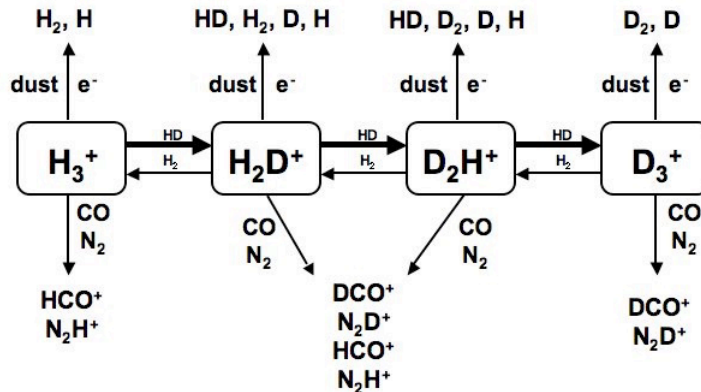 H₂, H HD, H₂, D, H HD, D₂, D, H D₂, D
dust e⁻ dust e⁻ dust e⁻ dust e⁻
H₃⁺ HD H₂ H₂D⁺ HD H₂ D₂H⁺ HD H₂ D₃⁺
CO CO CO CO
N₂ N₂ N₂ N₂
HCO⁺ DCO⁺ DCO⁺
N₂H⁺ N₂D⁺ N₂D⁺
HCO⁺
N₂H⁺